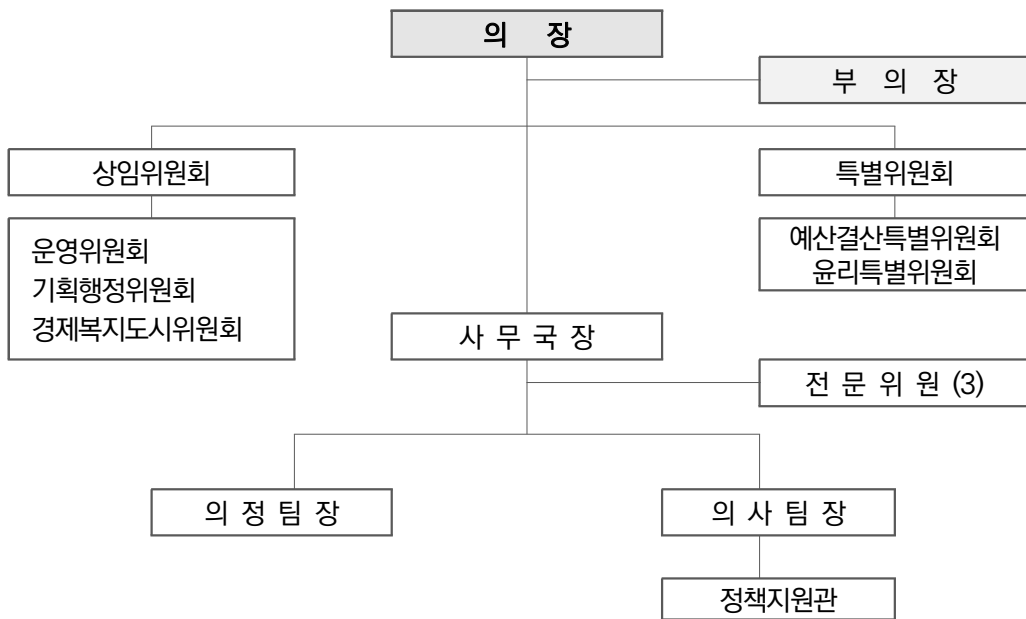 의 장
부 의 장
상임위원회
특별위원회
운영위원회
기획행정위원회
경제복지도시위원회
예산결산특별위원회
윤리특별위원회
사 무 국 장
전 문 위 원 (3)
의 정 팀 장
의 사 팀 장
정책지원관